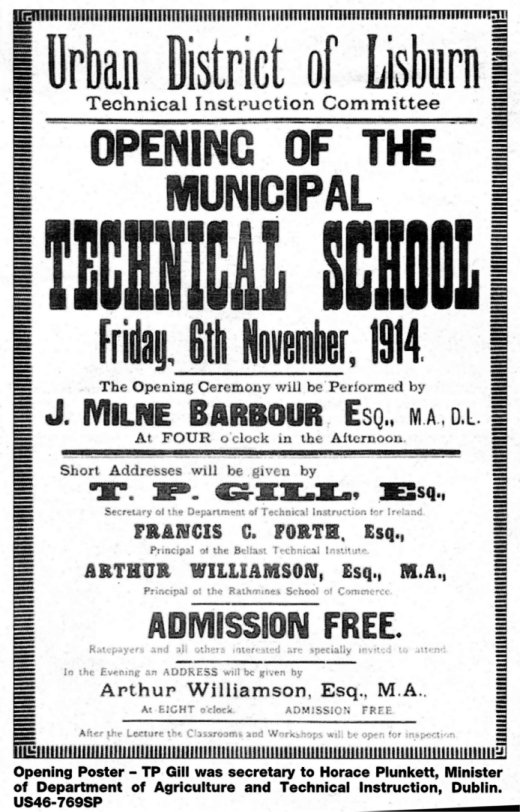 Urban District of Lisburn
Technical Instruction Committee
OPENING OF THE
MUNICIPAL
TECHNICAL SCHOOL
Friday, 6th November, 1914.
The Opening Ceremony will be Performed by
J. MILNE BARBOUR, ESQ., M.A., D.L.
At FOUR o'clock in the Afternoon.
Short Addresses will be given by
T. P. GILL, Esq.,
Secretary of the Department of Technical Instruction for Ireland.
FRANCIS C. FORTH, Esq.,
Principal of the Belfast Technical Institute.
ARTHUR WILLIAMSON, Esq., M.A.,
Principal of the Rathmines School of Commerce.
ADMISSION FREE.
Ratepayers and all others interested are specially invited to attend.
In the Evening an ADDRESS will be given by
Arthur Williamson, Esq., M.A.,
At EIGHT o'clock. ADMISSION FREE.
After the Lecture the Classrooms and Workshops will be open for inspection.
Opening Poster – TP Gill was secretary to Horace Plunkett, Minister
of Department of Agriculture and Technical Instruction, Dublin.
US46-769SP